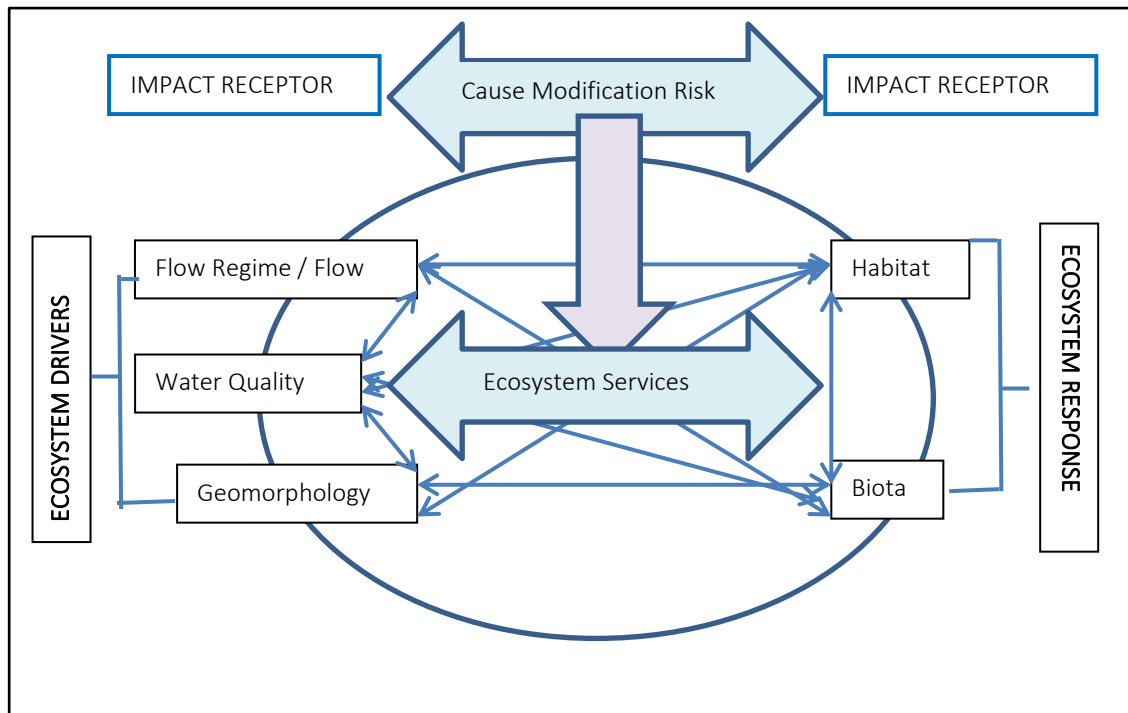 IMPACT RECEPTOR
Cause Modification Risk
IMPACT RECEPTOR
ECOSYSTEM DRIVERS
Flow Regime / Flow
Water Quality
Geomorphology
Ecosystem Services
Habitat
Biota
ECOSYSTEM RESPONSE